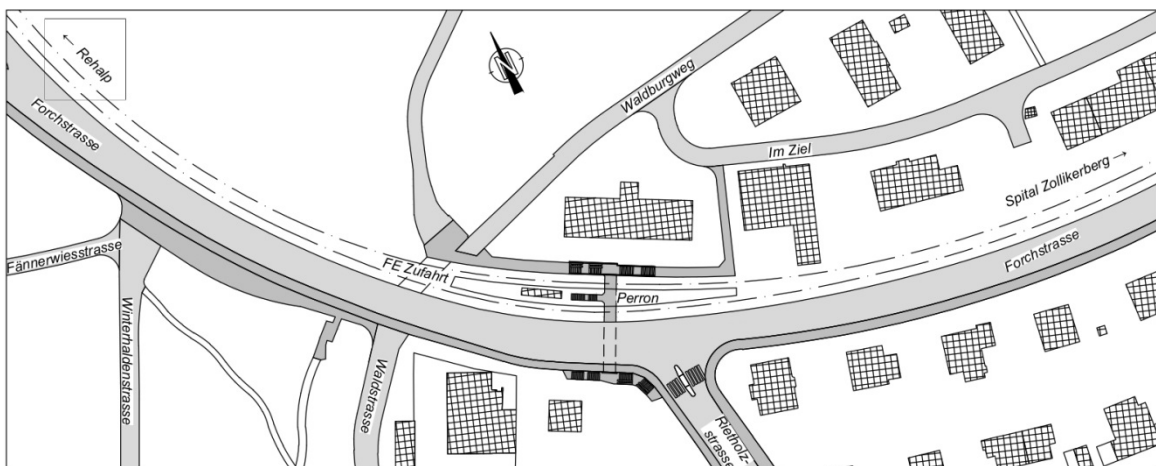 ← Rehalp
Forchstrasse
N
Waldburgweg
Im Ziel
Spital Zollikerberg →
Forchstrasse
FE Zufahrt
Perron
Fännerwiesstrasse
Winterhaldenstrasse
Waldstrasse
Rietholz-
strasse